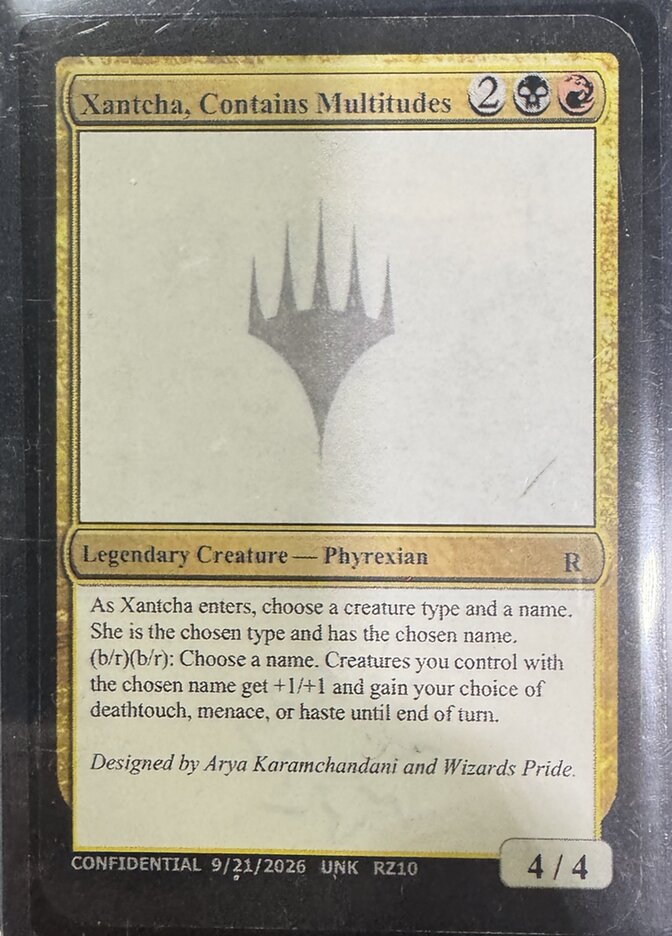 Xantcha, Contains Multitudes 2
Legendary Creature — Phyrexian R
As Xantcha enters, choose a creature type and a name.
She is the chosen type and has the chosen name.
(b/r)(b/r): Choose a name. Creatures you control with
the chosen name get +1/+1 and gain your choice of
deathtouch, menace, or haste until end of turn.
Designed by Arya Karamchandani and Wizards Pride.
CONFIDENTIAL 9/21/2026 UNK RZ10
4 / 4